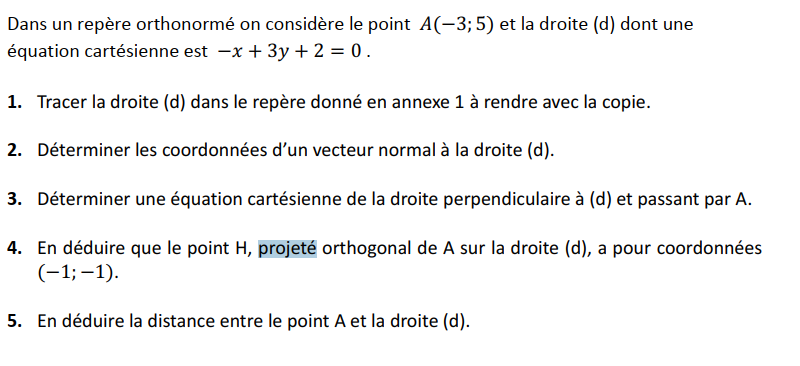 Dans un repère orthonormé on considère le point A(−3; 5) et la droite (d) dont une
équation cartésienne est −x + 3y + 2 = 0 .
1. Tracer la droite (d) dans le repère donné en annexe 1 à rendre avec la copie.
2. Déterminer les coordonnées d’un vecteur normal à la droite (d).
3. Déterminer une équation cartésienne de la droite perpendiculaire à (d) et passant par A.
4. En déduire que le point H, projeté orthogonal de A sur la droite (d), a pour coordonnées
(−1; −1).
5. En déduire la distance entre le point A et la droite (d).